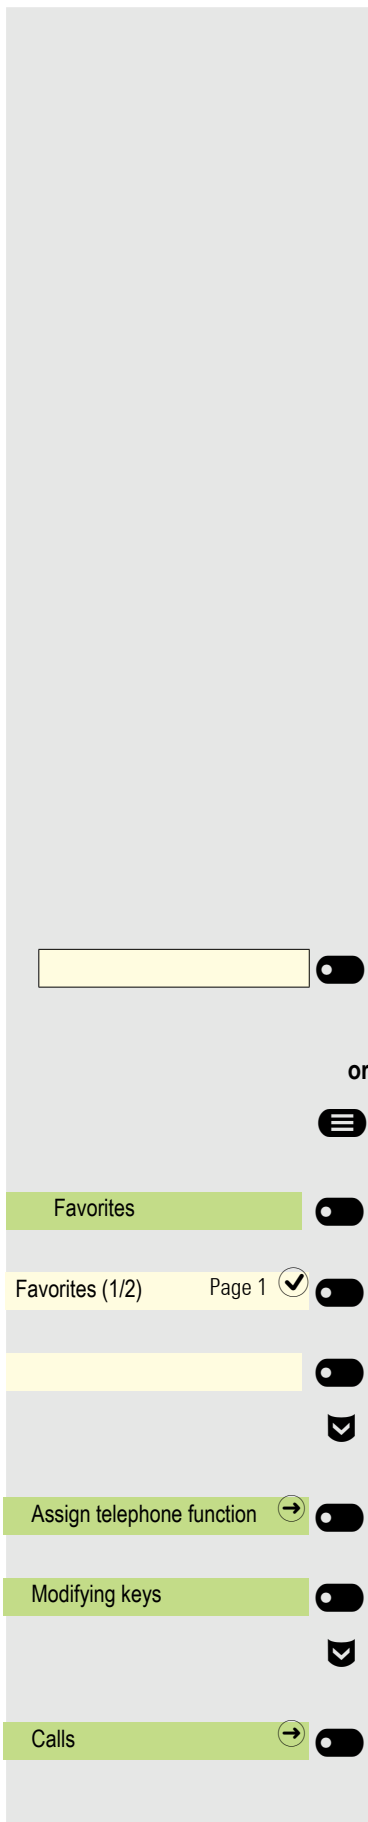 or
Favorites
Favorites (1/2) Page 1
Assign telephone function
Modifying keys
Calls